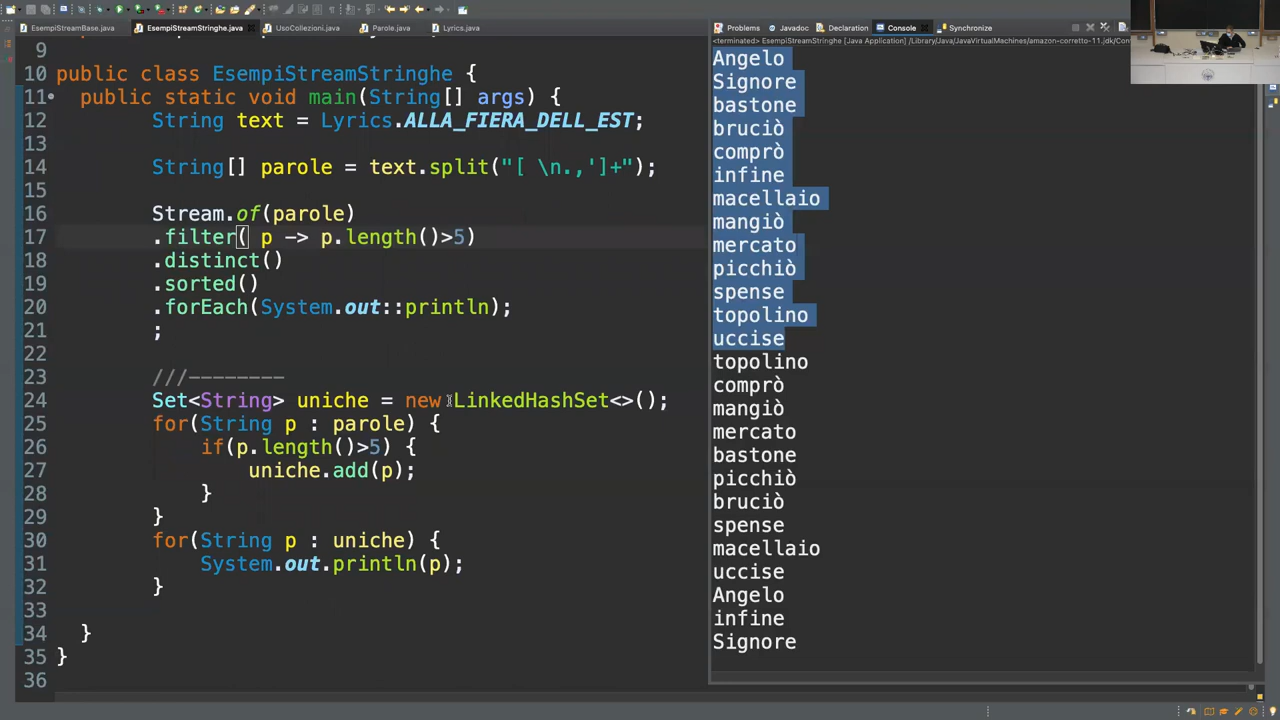 EsempiStreamBase.java EsempiStreamStringhe.java UsoCollezioni.java Parole.java Lyrics.java
Problems Javadoc Declaration Console Synchronize
<terminated> EsempiStreamStringhe [Java Application] /Library/Java/JavaVirtualMachines/amazon-corretto-11.jdk/Con
9
10 public class EsempiStreamStringhe {
11 public static void main(String[] args) {
12 String text = Lyrics.ALLA_FIERA_DELL_EST;
13
14 String[] parole = text.split("[ \n.,']+");
15
16 Stream.of(parole)
17 .filter( p -> p.length()>5)
18 .distinct()
19 .sorted()
20 .forEach(System.out::println);
21 ;
22
23 ///--------
24 Set<String> uniche = new LinkedHashSet<>();
25 for(String p : parole) {
26 if(p.length()>5) {
27 uniche.add(p);
28 }
29 }
30 for(String p : uniche) {
31 System.out.println(p);
32 }
33
34 }
35 }
36
Angelo
Signore
bastone
bruciò
comprò
infine
macellaio
mangiò
mercato
picchiò
spense
topolino
uccise
topolino
comprò
mangiò
mercato
bastone
picchiò
bruciò
spense
macellaio
uccise
Angelo
infine
Signore